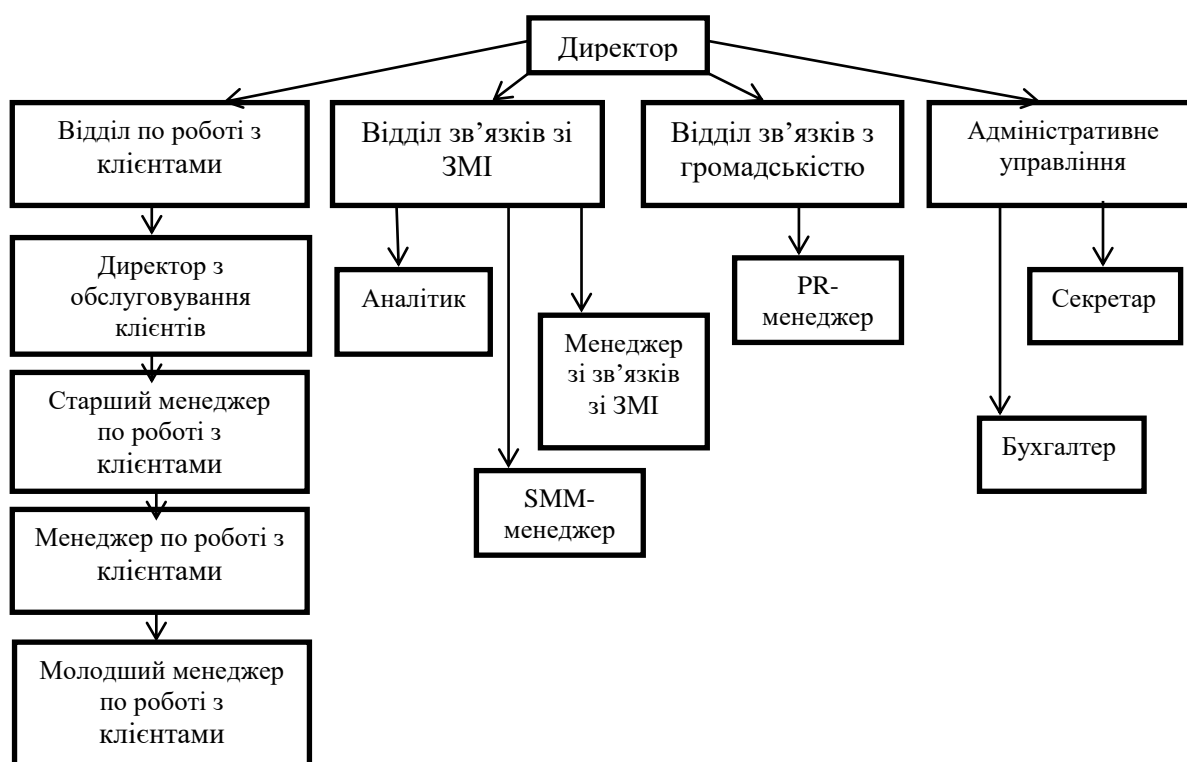 Директор
Відділ по роботі з
клієнтами
Відділ зв’язків зі
ЗМІ
Відділ зв’язків з
громадськістю
Адміністративне
управління
Директор з
обслуговування
клієнтів
Аналітик
PR-
менеджер
Секретар
Менеджер
зі зв’язків
зі ЗМІ
Старший менеджер
по роботі з
клієнтами
Бухгалтер
SMM-
менеджер
Менеджер по роботі з
клієнтами
Молодший менеджер
по роботі з
клієнтами